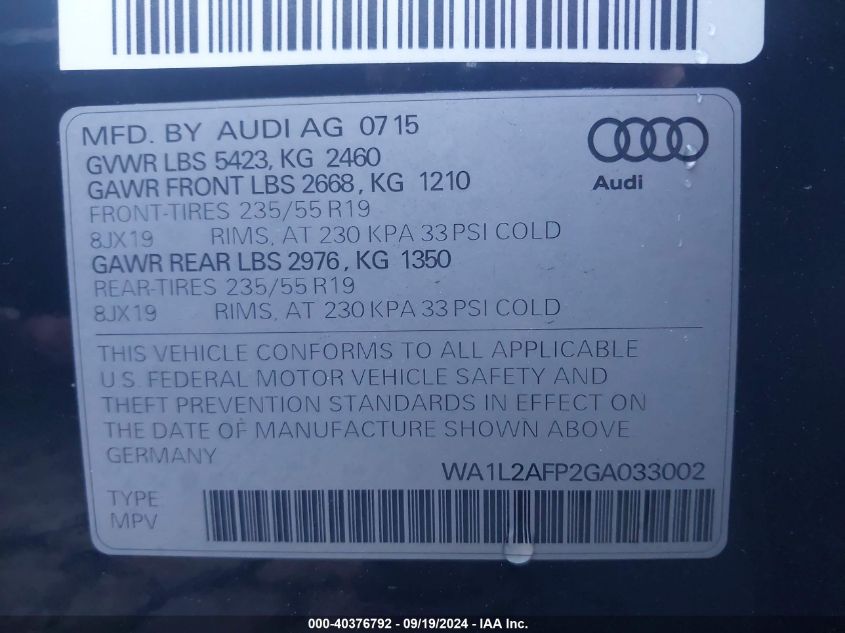 MFD. BY AUDI AG 07 15
GVWR LBS 5423, KG 2460
GAWR FRONT LBS 2668, KG 1210
FRONT-TIRES 235/55 R19
8JX19 RIMS, AT 230 KPA 33 PSI COLD
GAWR REAR LBS 2976, KG 1350
REAR-TIRES 235/55 R19
8JX19 RIMS, AT 230 KPA 33 PSI COLD
Audi
THIS VEHICLE CONFORMS TO ALL APPLICABLE
U.S. FEDERAL MOTOR VEHICLE SAFETY AND
THEFT PREVENTION STANDARDS IN EFFECT ON
THE DATE OF MANUFACTURE SHOWN ABOVE
GERMANY
WA1L2AFP2GA033002
TYPE
MPV
000-40376792 - 09/19/2024 - IAA Inc.